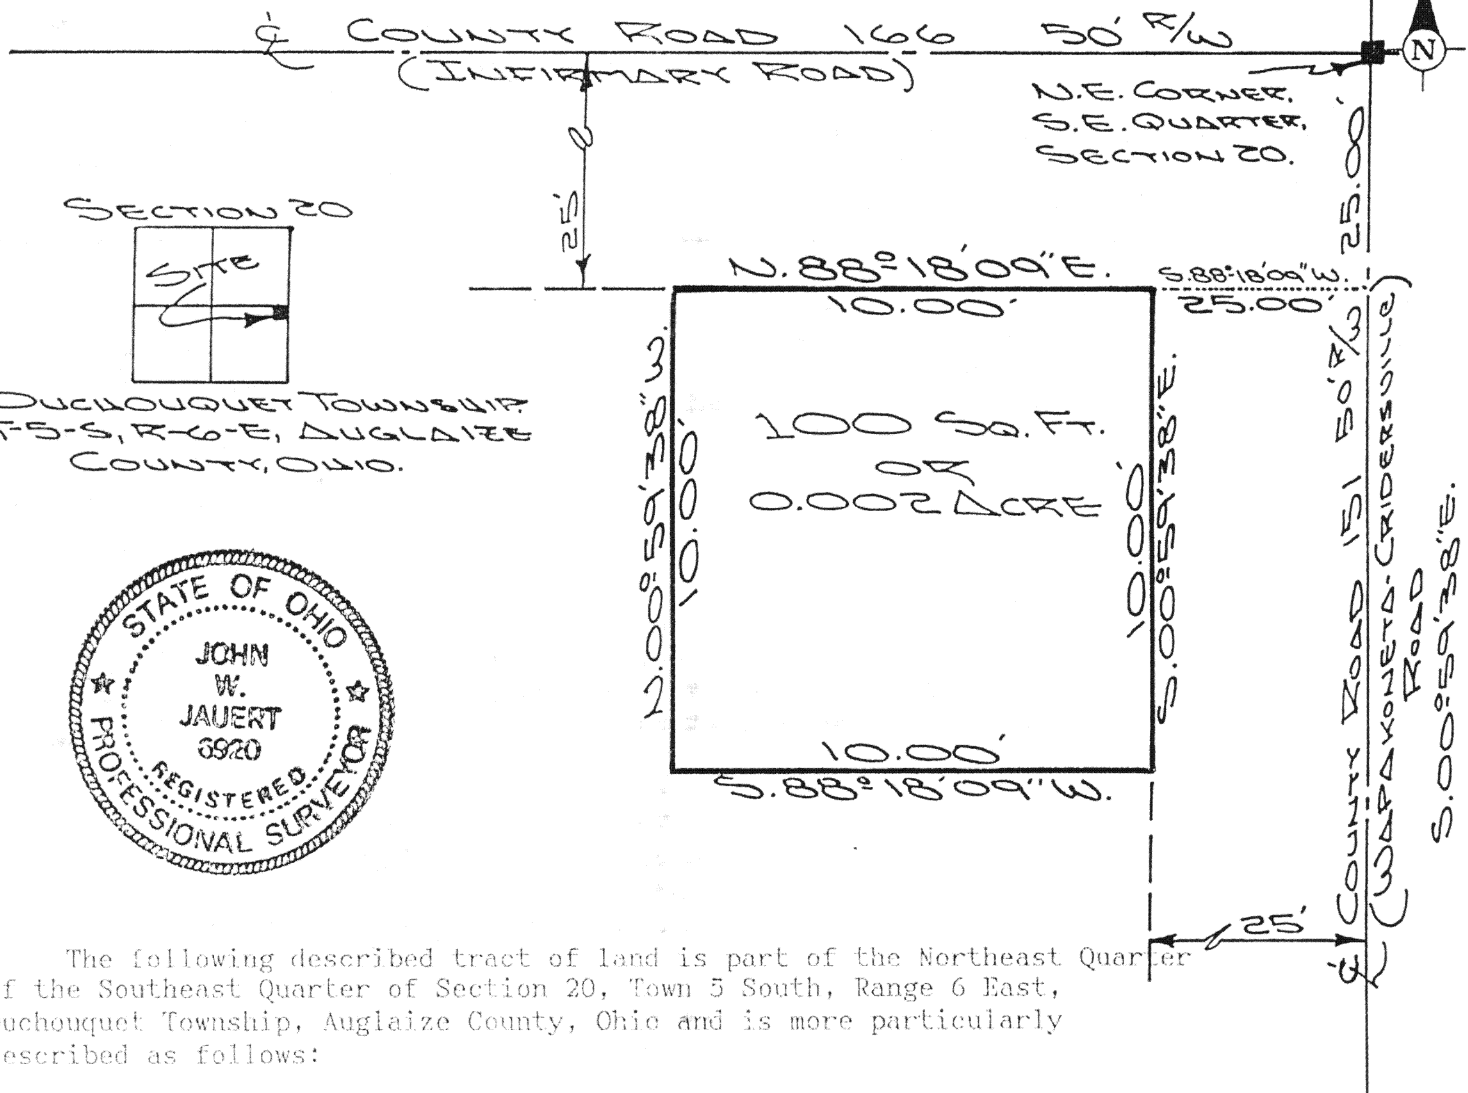 ℄ COUNTY ROAD 166 50' R/W
(INFIRMARY ROAD)
N
N.E. CORNER,
S.E. QUARTER,
SECTION 20.
25.00'
25'
SECTION 20
SITE
DUCHOUQUET TOWNSHIP.
T-5-S, R-6-E, AUGLAIZE
COUNTY, OHIO.
N. 88° 18' 09" E.
10.00'
S. 88° 18' 09" W.
25.00'
N. 00° 59' 38" W.
10.00'
100 SQ. FT.
OR
0.002 ACRE
10.00'
S. 00° 59' 38" E.
10.00'
S. 88° 18' 09" W.
℄ COUNTY ROAD 151 50' R/W
(WAPAKONETA-CRIDERSVILLE)
ROAD
S. 00° 59' 38" E.
25'
STATE OF OHIO
JOHN
W.
JAUERT
6920
REGISTERED
PROFESSIONAL SURVEYOR
The following described tract of land is part of the Northeast Quarter
f the Southeast Quarter of Section 20, Town 5 South, Range 6 East,
uchouquet Township, Auglaize County, Ohio and is more particularly
escribed as follows: